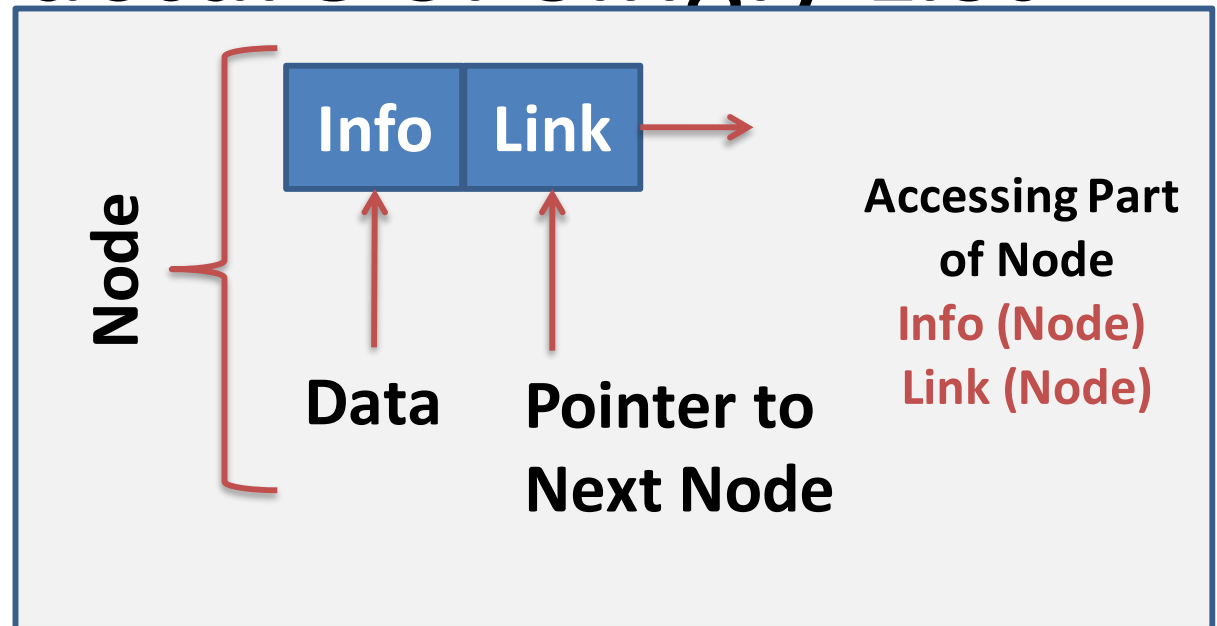 Node
Info Link
Data
Pointer to
Next Node
Accessing Part
of Node
Info (Node)
Link (Node)